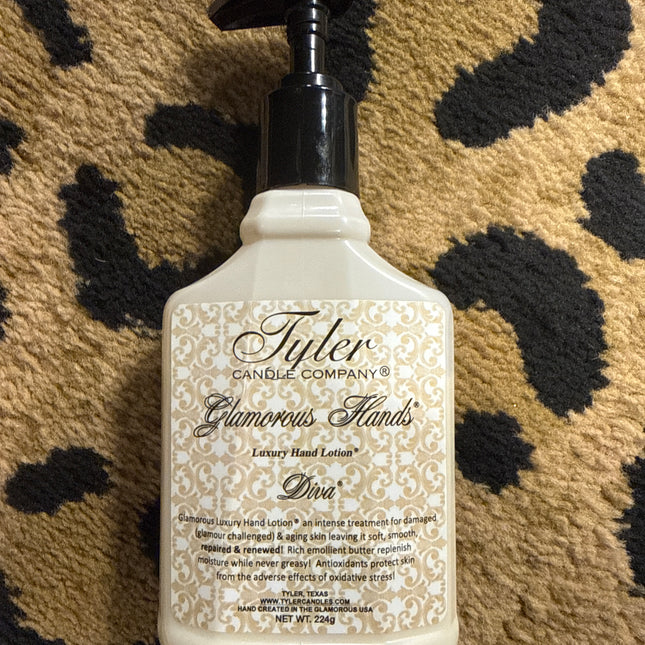 Tyler
CANDLE COMPANY®
Glamorous Hands®
Luxury Hand Lotion®
Diva®
Glamorous Luxury Hand Lotion® an intense treatment for damaged
(glamour challenged) & aging skin leaving it soft, smooth,
repaired & renewed! Rich emollient butter replenish
moisture while never greasy! Antioxidants protect skin
from the adverse effects of oxidative stress!
TYLER, TEXAS
WWW.TYLERCANDLES.COM
HAND CREATED IN THE GLAMOROUS USA
NET WT. 224g